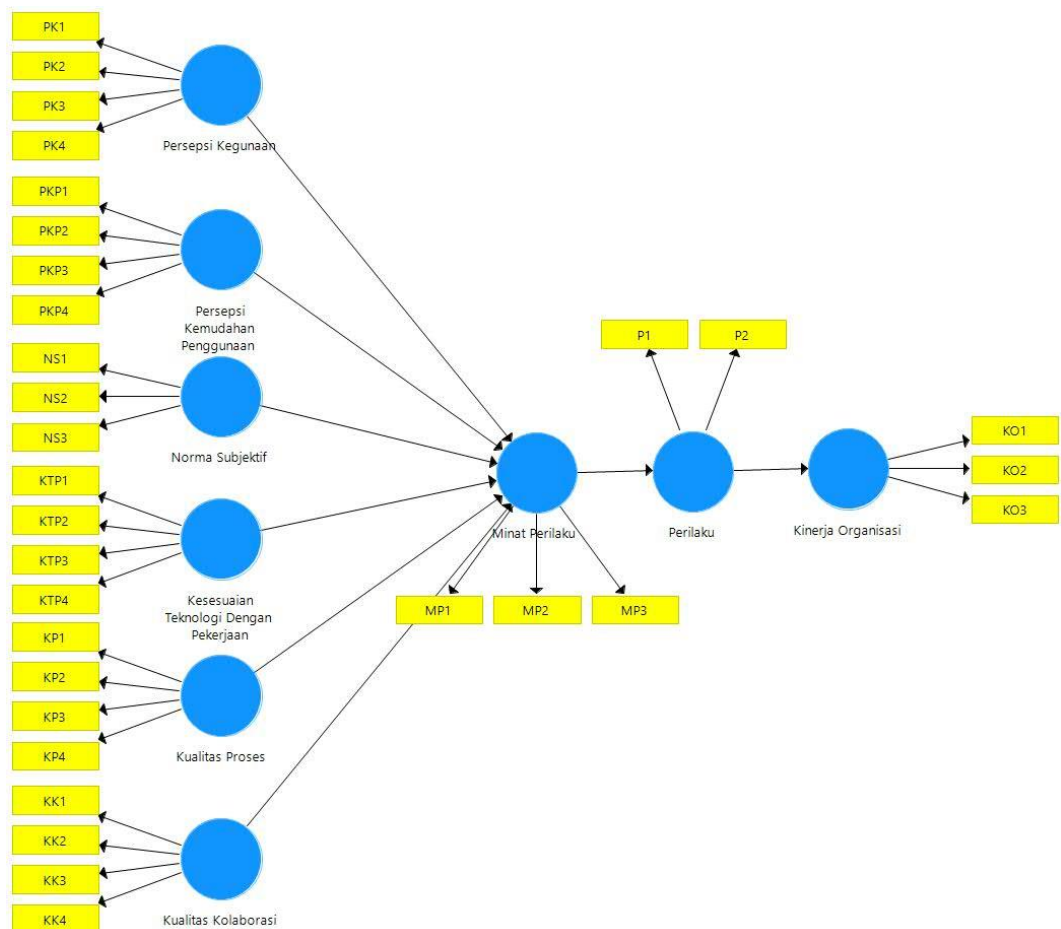 PK1
PK2
PK3
PK4
Persepsi Kegunaan
PKP1
PKP2
PKP3
PKP4
Persepsi
Kemudahan
Penggunaan
NS1
NS2
NS3
Norma Subjektif
KTP1
KTP2
KTP3
KTP4
Kesesuaian
Teknologi Dengan
Pekerjaan
KP1
KP2
KP3
KP4
Kualitas Proses
KK1
KK2
KK3
KK4
Kualitas Kolaborasi
Minat Perilaku
MP1
MP2
MP3
P1
P2
Perilaku
Kinerja Organisasi
KO1
KO2
KO3